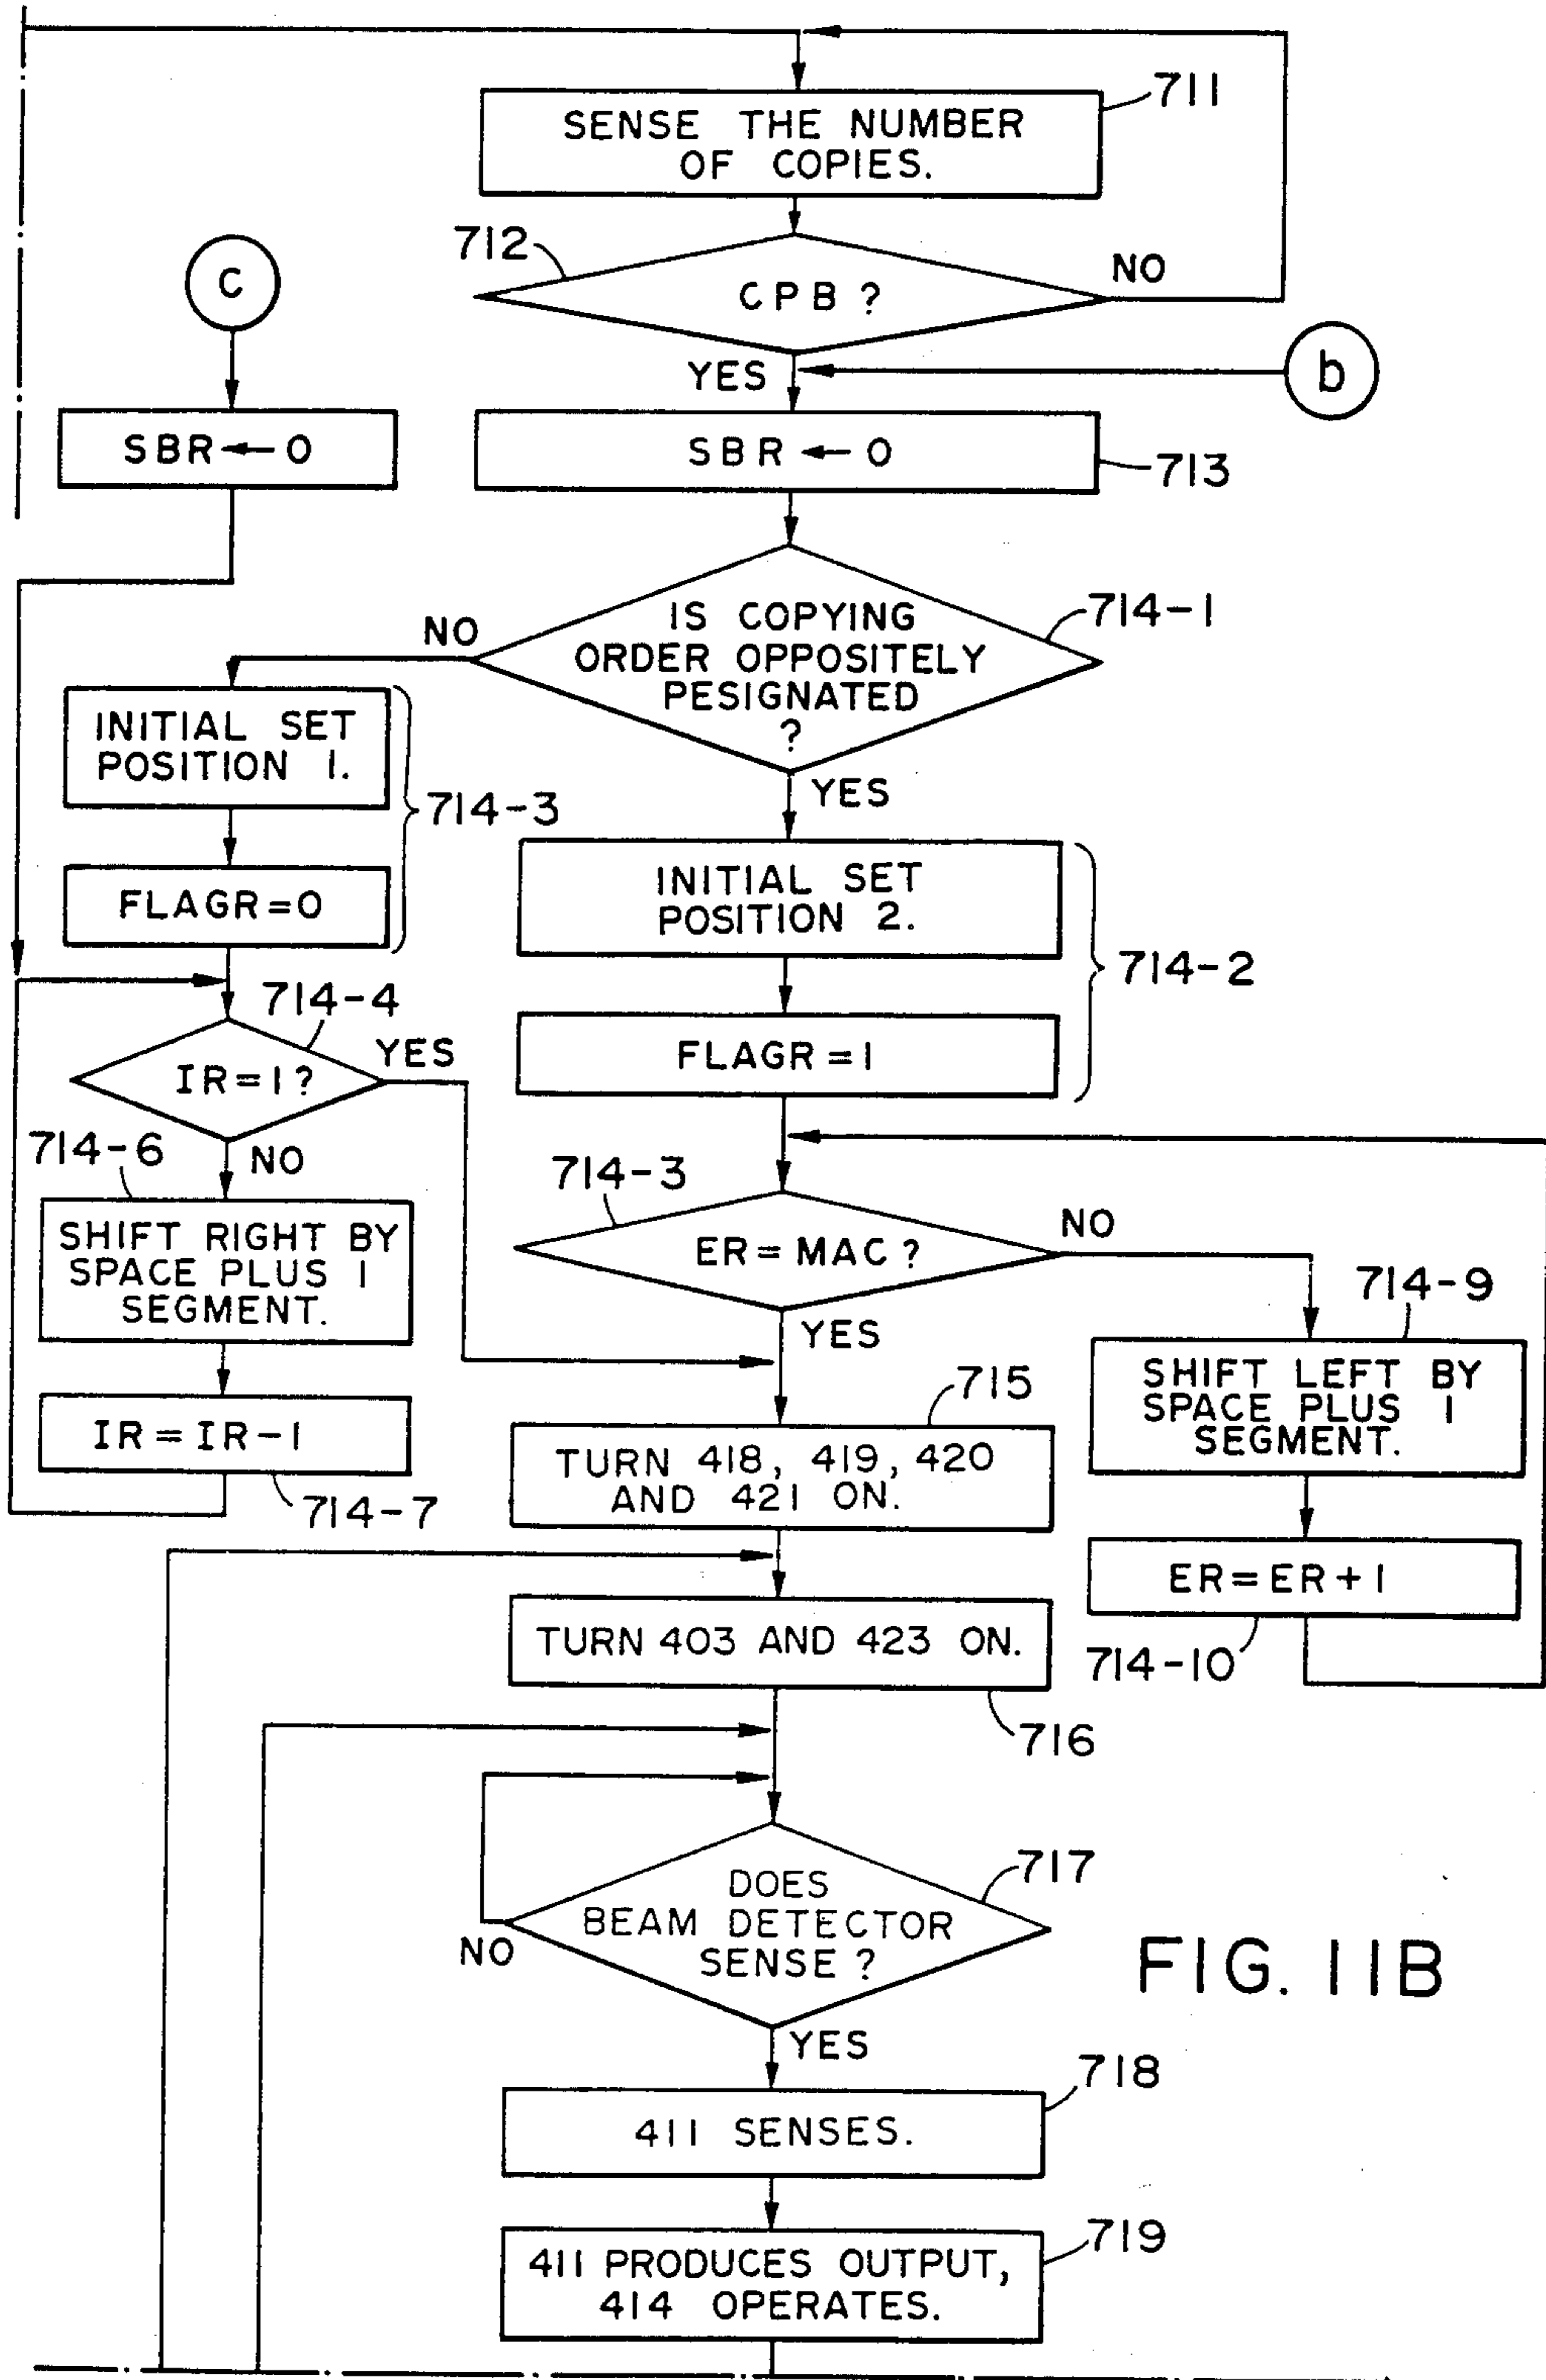 711
SENSE THE NUMBER
OF COPIES.
712
CPB ?
NO
c
YES
b
SBR ← 0
SBR ← 0
713
714-1
NO
IS COPYING
ORDER OPPOSITELY
PESIGNATED
?
INITIAL SET
POSITION 1.
714-3
YES
FLAGR=0
INITIAL SET
POSITION 2.
714-2
714-4
IR=1?
YES
FLAGR=1
714-6
NO
714-3
ER=MAC?
NO
SHIFT RIGHT BY
SPACE PLUS 1
SEGMENT.
YES
714-9
SHIFT LEFT BY
SPACE PLUS 1
SEGMENT.
IR=IR-1
714-7
715
TURN 418, 419, 420
AND 421 ON.
ER=ER+1
714-10
TURN 403 AND 423 ON.
716
717
DOES
BEAM DETECTOR
SENSE ?
NO
FIG. 11B
YES
718
411 SENSES.
719
411 PRODUCES OUTPUT,
414 OPERATES.